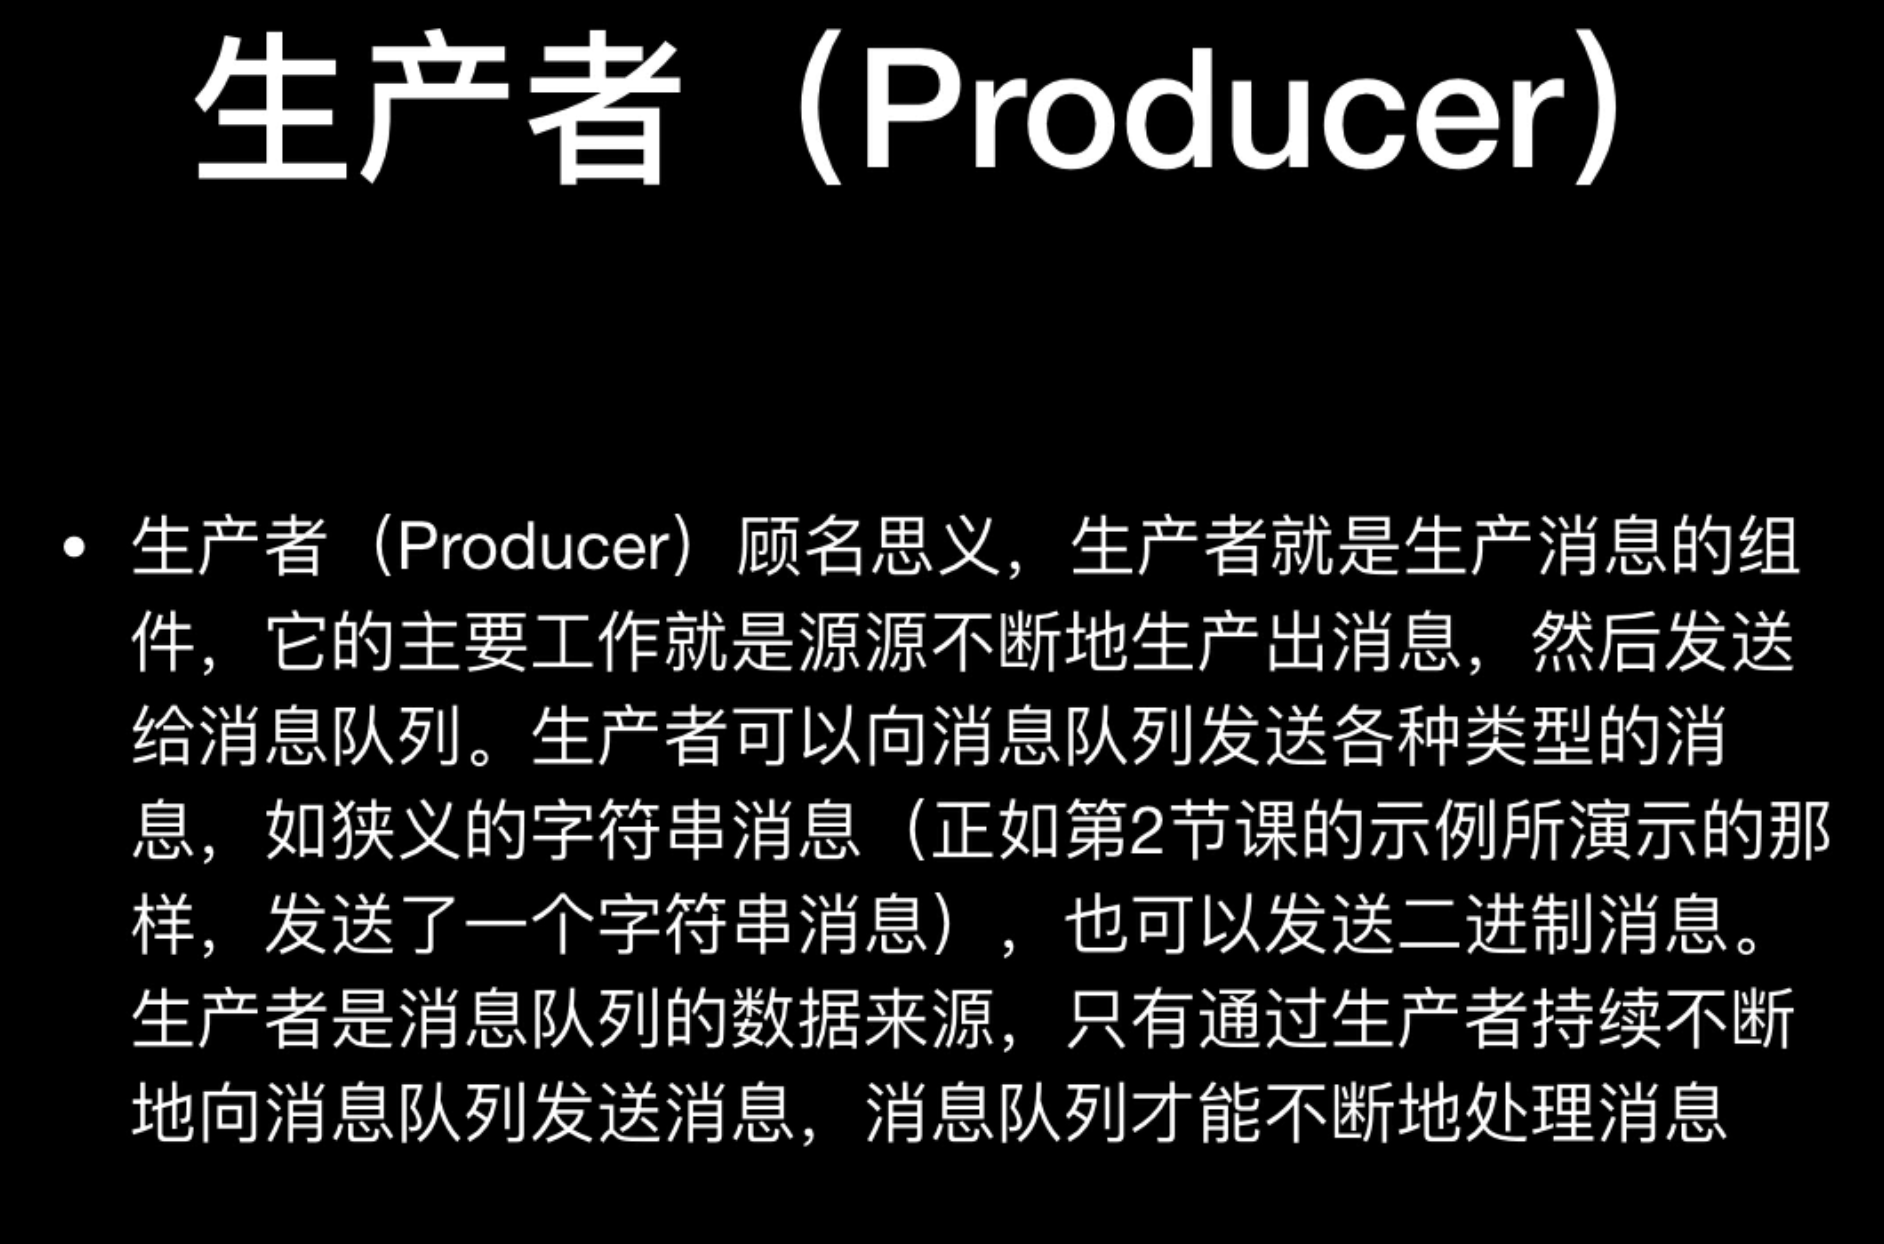 生产者（Producer）
• 生产者（Producer）顾名思义，生产者就是生产消息的组
件，它的主要工作就是源源不断地生产出消息，然后发送
给消息队列。生产者可以向消息队列发送各种类型的消
息，如狭义的字符串消息（正如第2节课的示例所演示的那
样，发送了一个字符串消息），也可以发送二进制消息。
生产者是消息队列的数据来源，只有通过生产者持续不断
地向消息队列发送消息，消息队列才能不断地处理消息